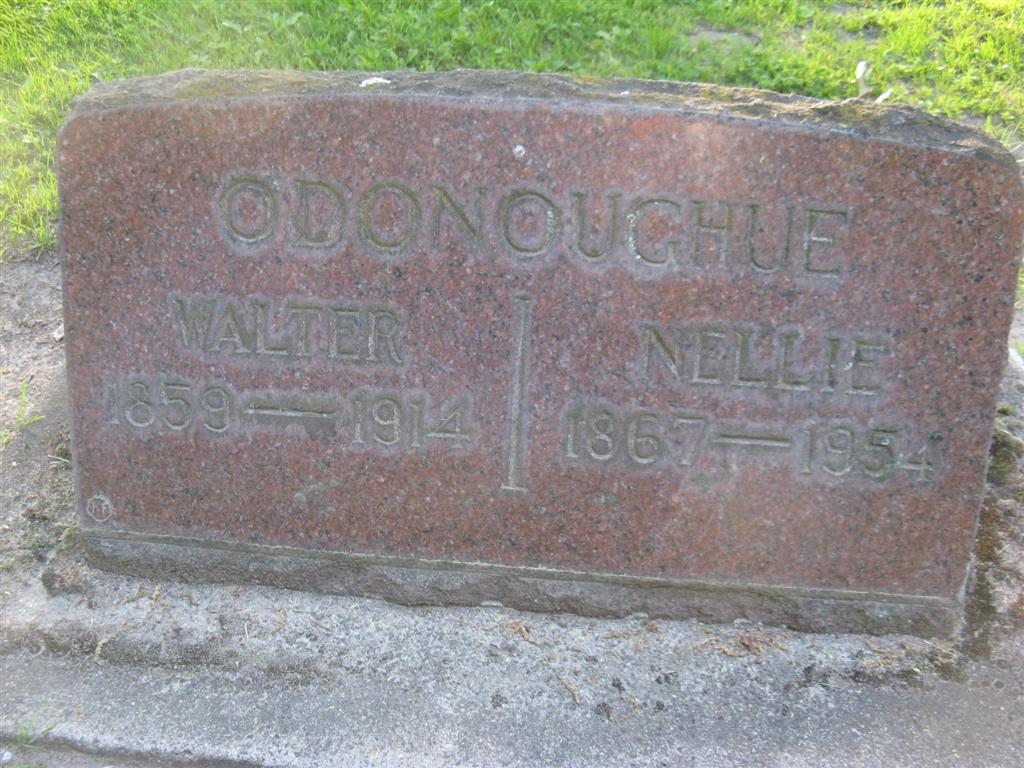 ODONOUGHUE
WALTER
1859 — 1914
NELLIE
1867 — 1954